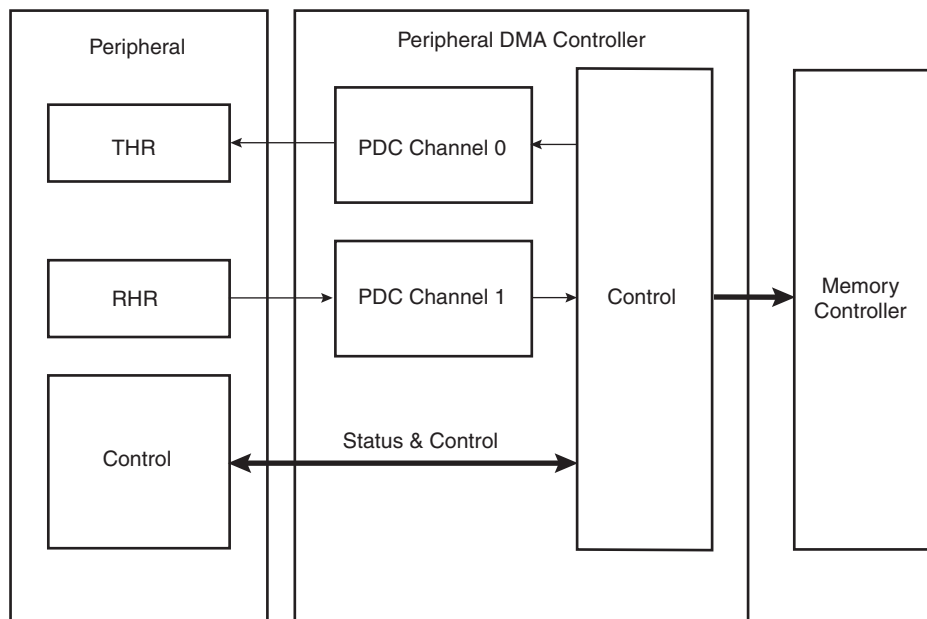 Peripheral
Peripheral DMA Controller
THR
PDC Channel 0
RHR
PDC Channel 1
Control
Memory
Controller
Status & Control
Control